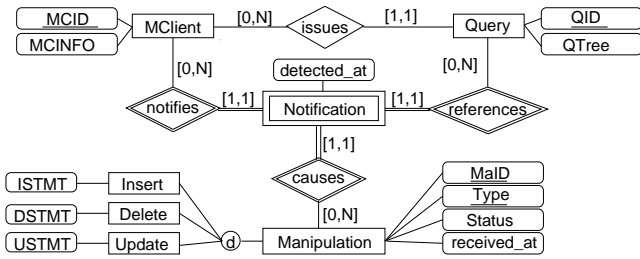 MCID
MCINFO
MClient
[0,N]
issues
[1,1]
Query
QID
QTree
[0,N]
detected_at
[0,N]
notifies
[1,1]
Notification
[1,1]
references
[1,1]
causes
ISTMT
Insert
MaID
DSTMT
Delete
Type
Status
[0,N]
USTMT
Update
d
Manipulation
received_at